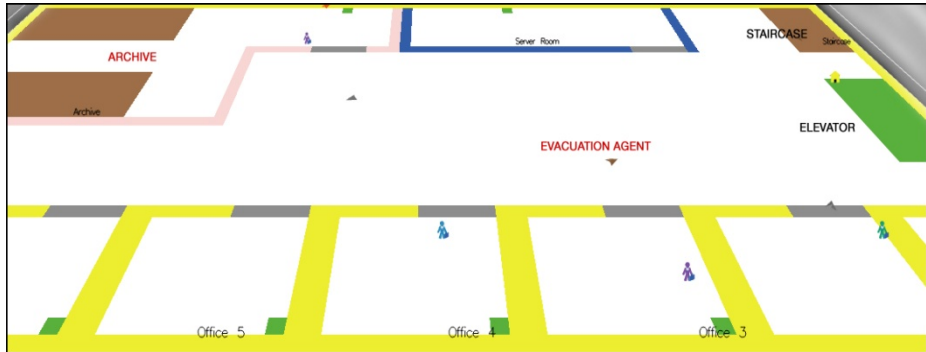 STAIRCASE
Server Room
Staircase
ARCHIVE
Archive
ELEVATOR
EVACUATION AGENT
Office 5
Office 4
Office 3